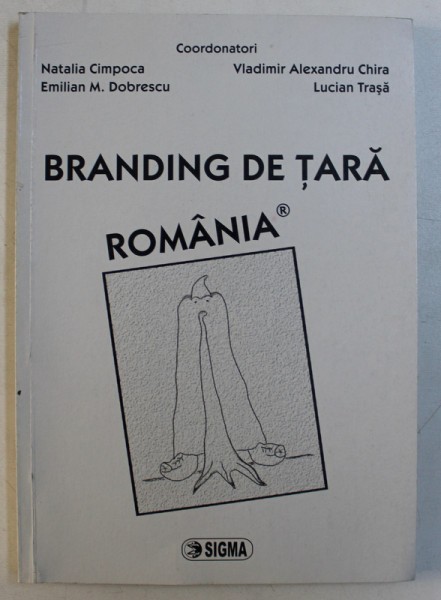 Coordonatori
Natalia Cimpoca Vladimir Alexandru Chira
Emilian M. Dobrescu Lucian Trașă
BRANDING DE ȚARĂ
ROMÂNIA®
SIGMA